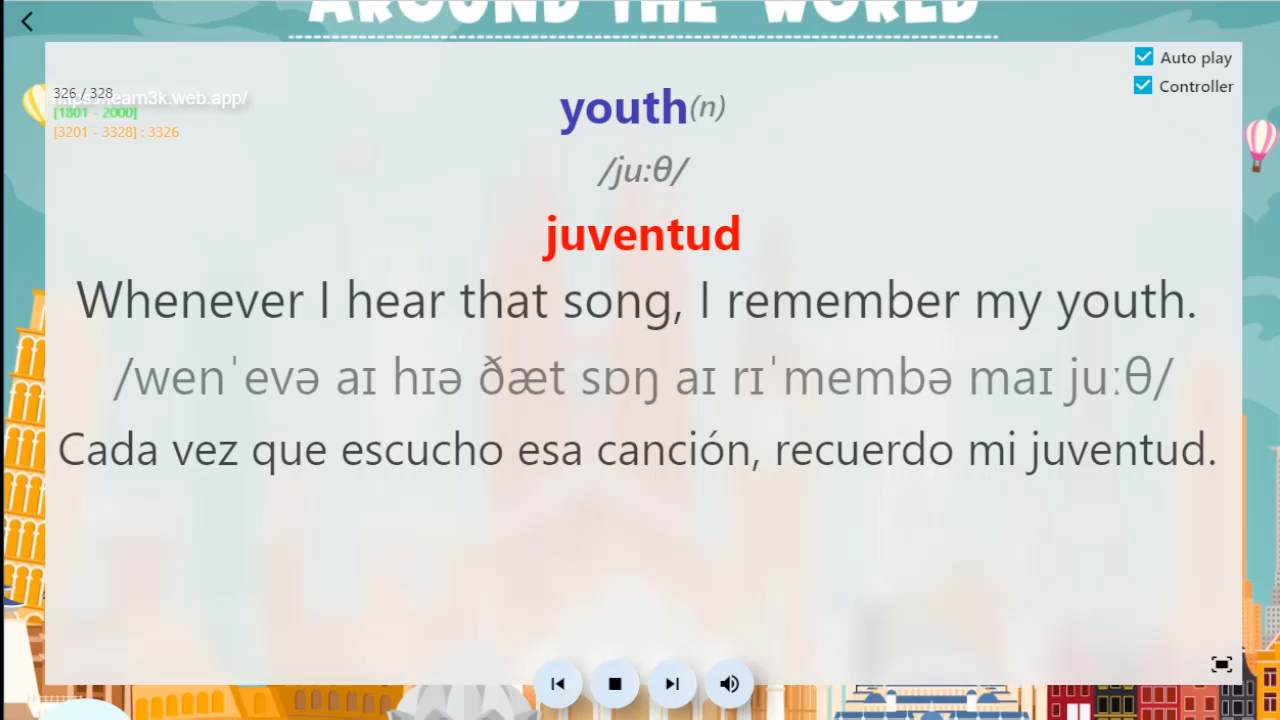 AROUND THE WORLD
Auto play
Controller
326 / 328
https://learn3k.web.app/
[1801 - 2000]
[3201 - 3328] : 3326
youth(n)
/ju:θ/
juventud
Whenever I hear that song, I remember my youth.
/wenˈevə aɪ hɪə ðæt sɒŋ aɪ rɪˈmembə maɪ juːθ/
Cada vez que escucho esa canción, recuerdo mi juventud.